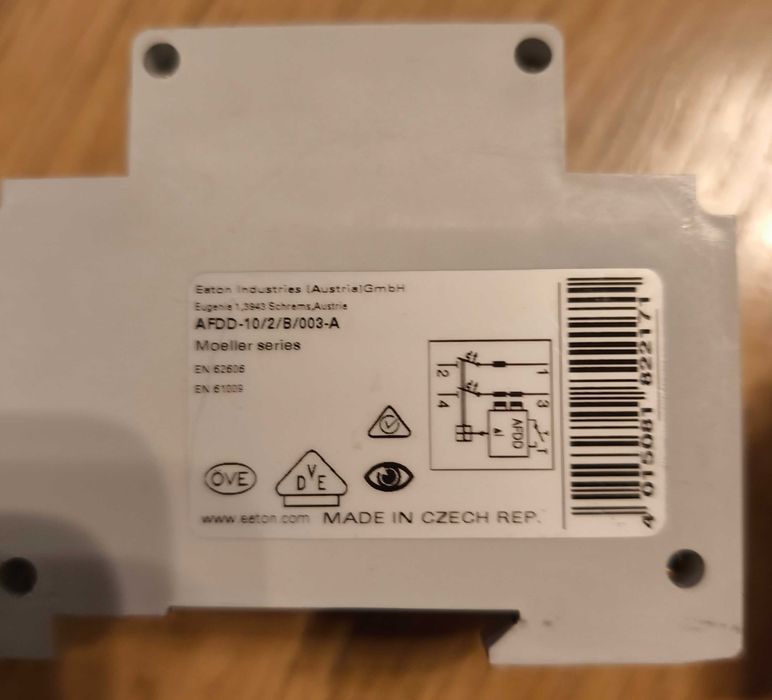 Eaton Industries (Austria)GmbH
Eugenia 1,3943 Schrems,Austria
AFDD-10/2/B/003-A
Moeller series
EN 62606
EN 61009
2
1
4
3
AFDD
ΔI
T
OVE
DVE
www.eaton.com MADE IN CZECH REP.
4 015081 822171